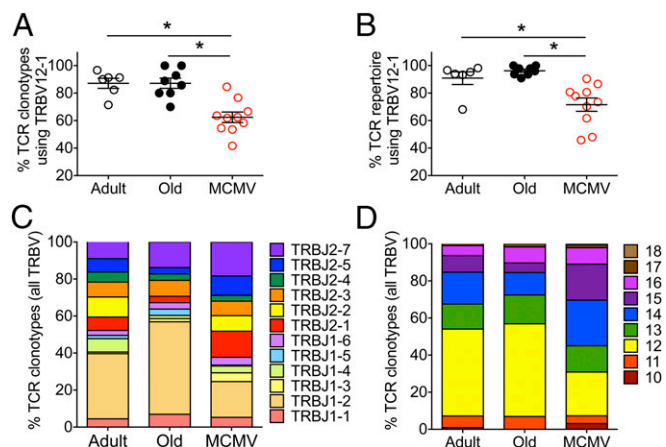 A
*
*
% TCR clonotypes
using TRBV12-1
100
80
60
40
20
Adult
Old
MCMV
B
*
*
% TCR repertoire
using TRBV12-1
100
80
60
40
20
Adult
Old
MCMV
C
% TCR clonotypes (all TRBV)
100
80
60
40
20
0
Adult
Old
MCMV
TRBJ2-7
TRBJ2-5
TRBJ2-4
TRBJ2-3
TRBJ2-2
TRBJ2-1
TRBJ1-6
TRBJ1-5
TRBJ1-4
TRBJ1-3
TRBJ1-2
TRBJ1-1
D
% TCR clonotypes (all TRBV)
100
80
60
40
20
0
Adult
Old
MCMV
18
17
16
15
14
13
12
11
10